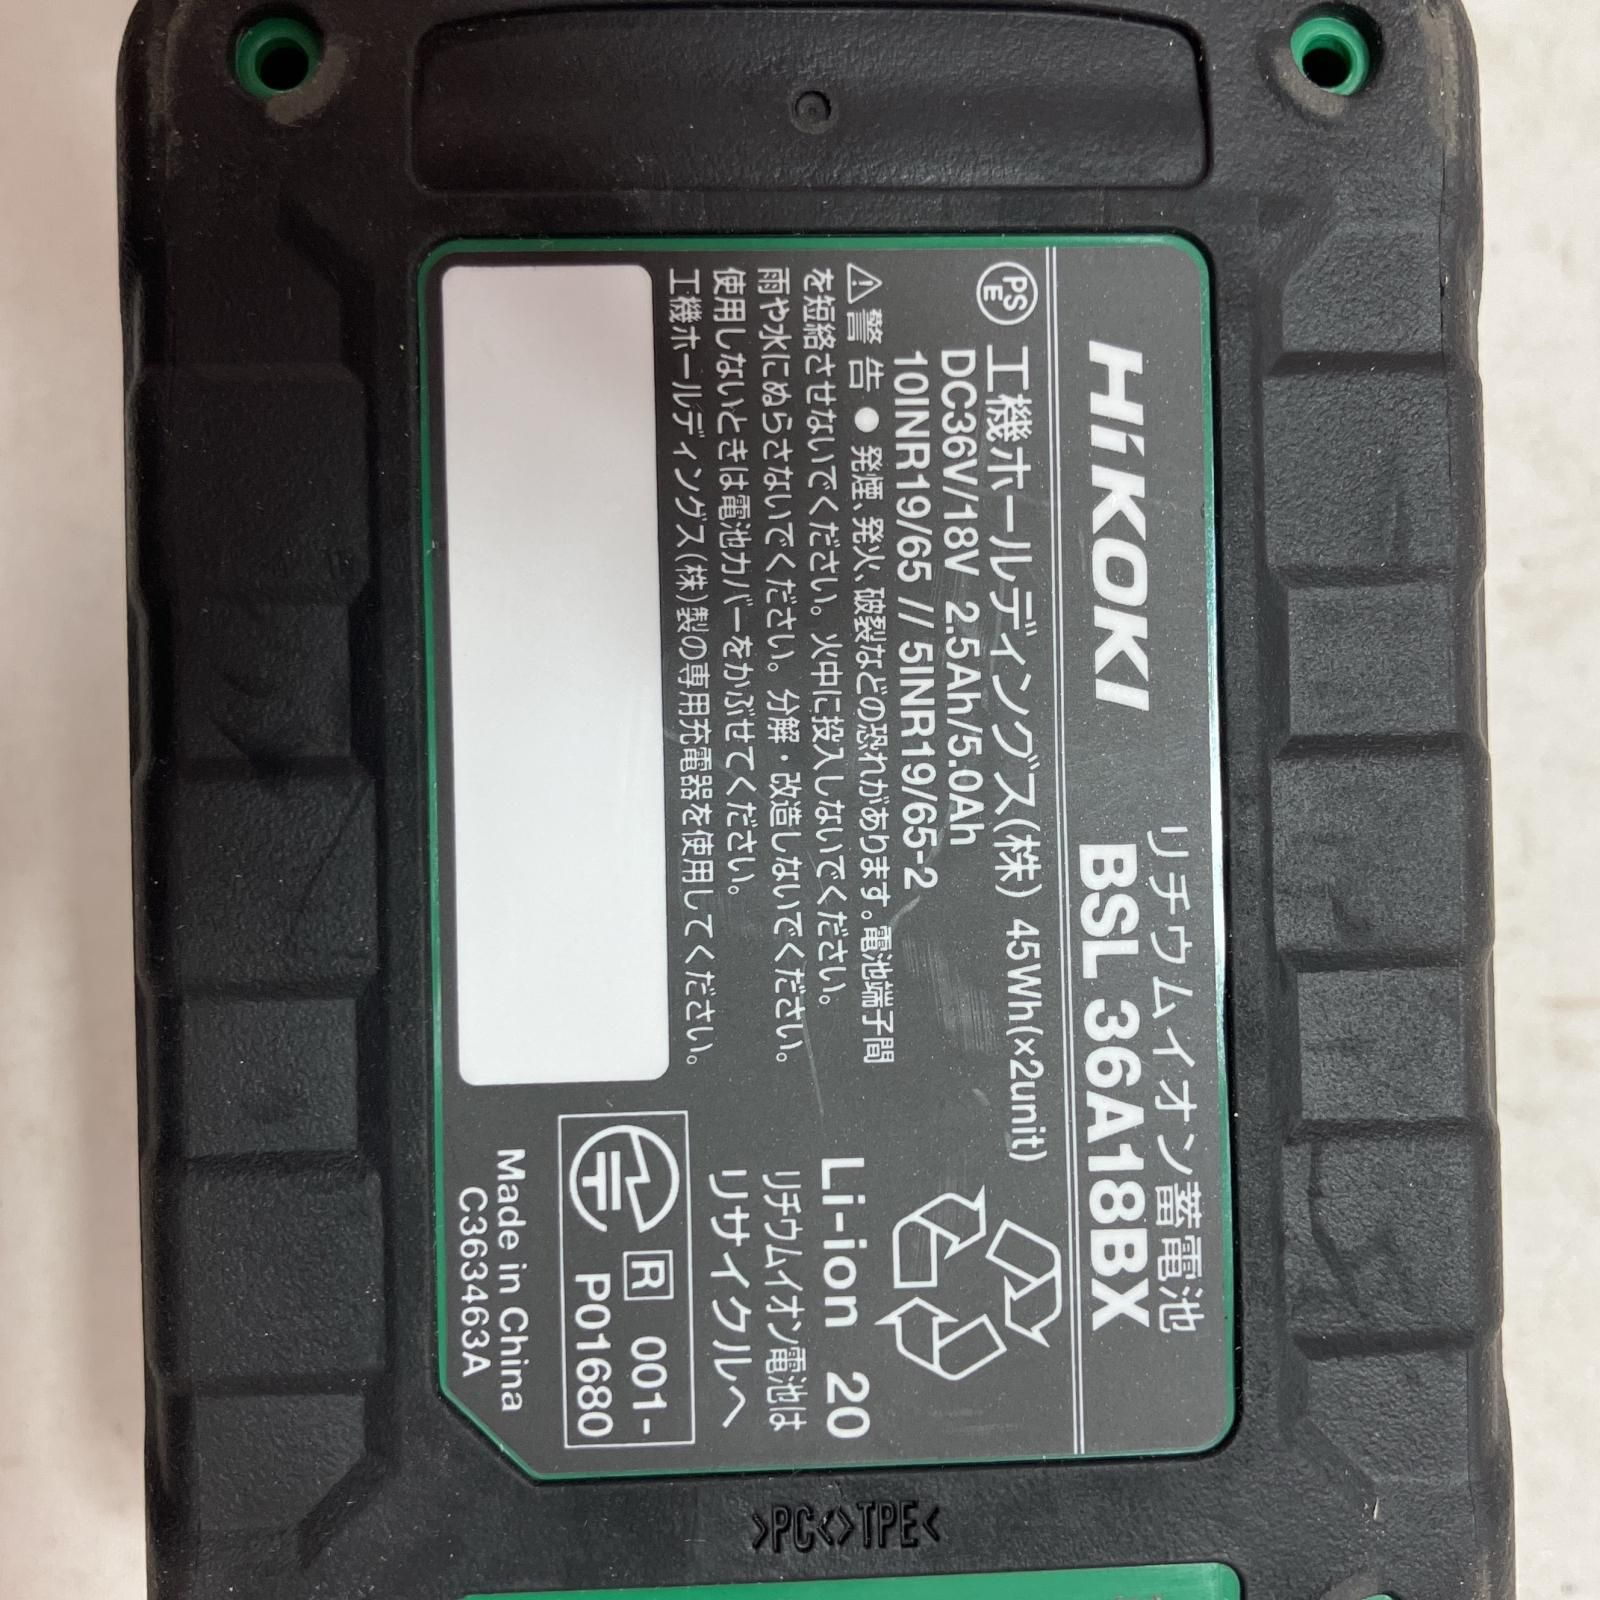 リチウムイオン蓄電池
HiKOKI BSL 36A18BX
PSE 工機ホールディングス(株) 45Wh(×2unit)
DC36V/18V 2.5Ah/5.0Ah
10INR19/65 // 5INR19/65-2
⚠警告 ● 発煙、発火、破裂などの恐れがあります。電池端子間
を短絡させないでください。火中に投入しないでください。
雨や水にぬらさないでください。分解・改造しないでください。
使用しないときは電池カバーをかぶせてください。
工機ホールディングス(株)製の専用充電器を使用してください。
Li-ion 20
リチウムイオン電池は
リサイクルへ
R 001-
P01680
Made in China
C363463A
>PC<>TPE<